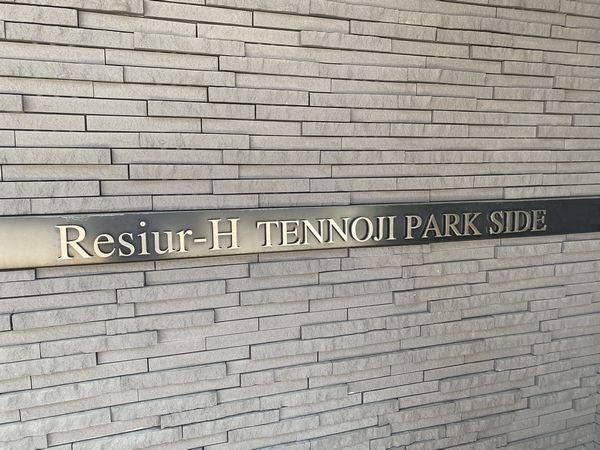 Resiur-H TENNOJI PARK SIDE